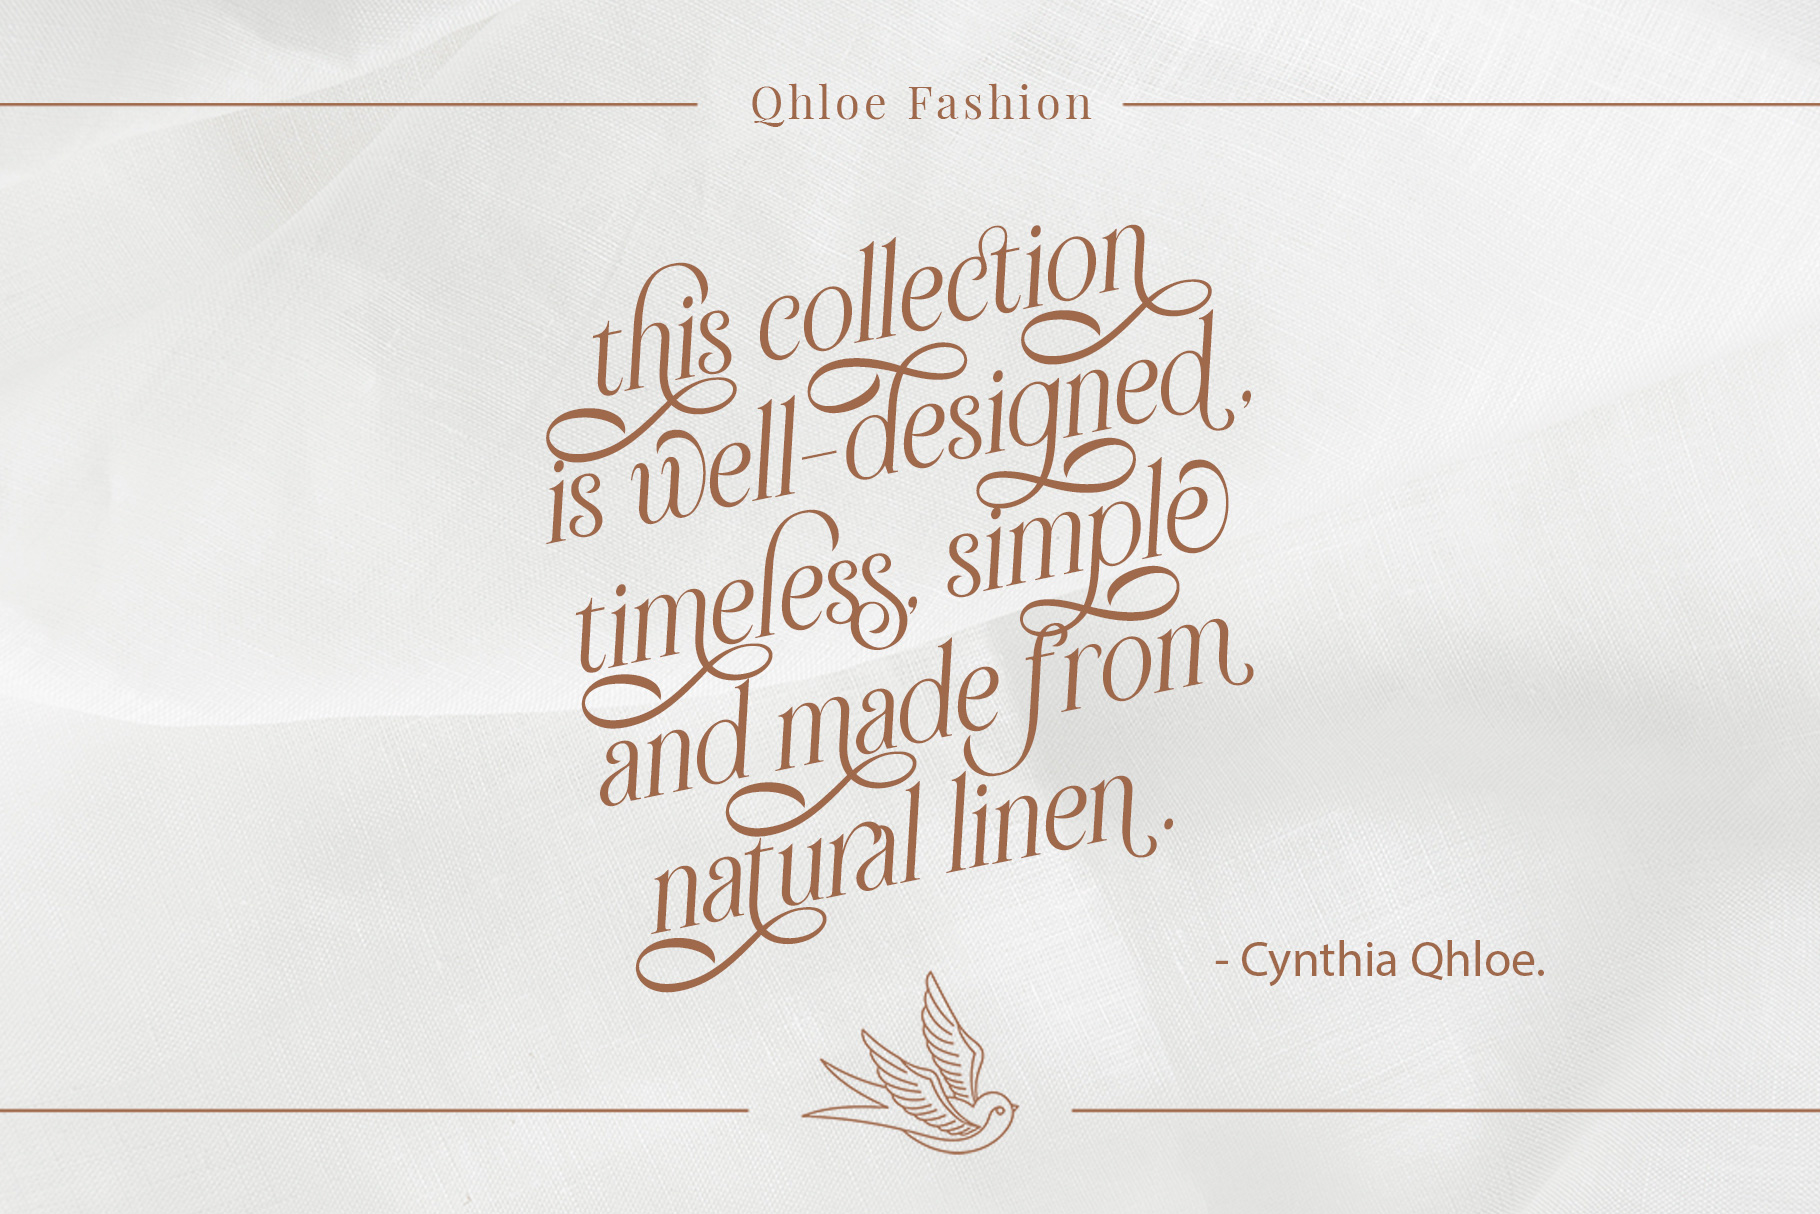 Qhloe Fashion
this collection
is well-designed,
timeless, simple
and made from
natural linen.
- Cynthia Qhloe.